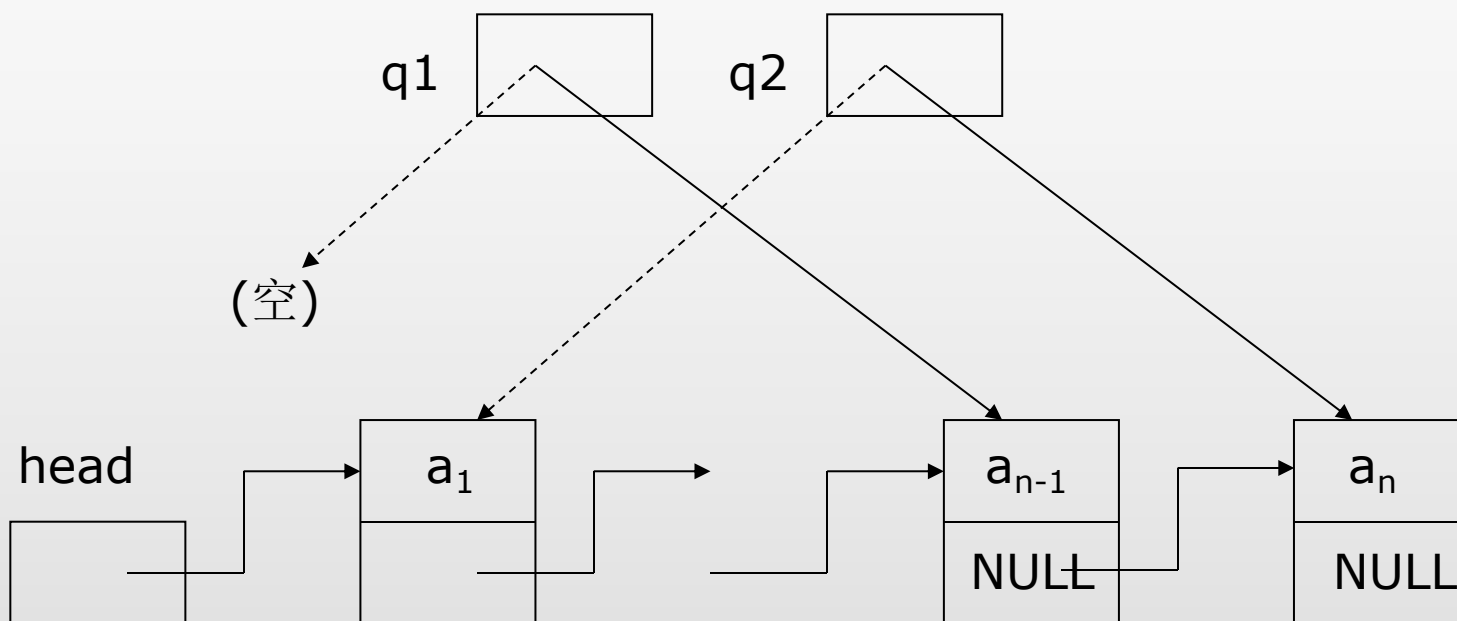 q1 q2
(空)
head a₁ aₙ₋₁ aₙ
NULL NULL